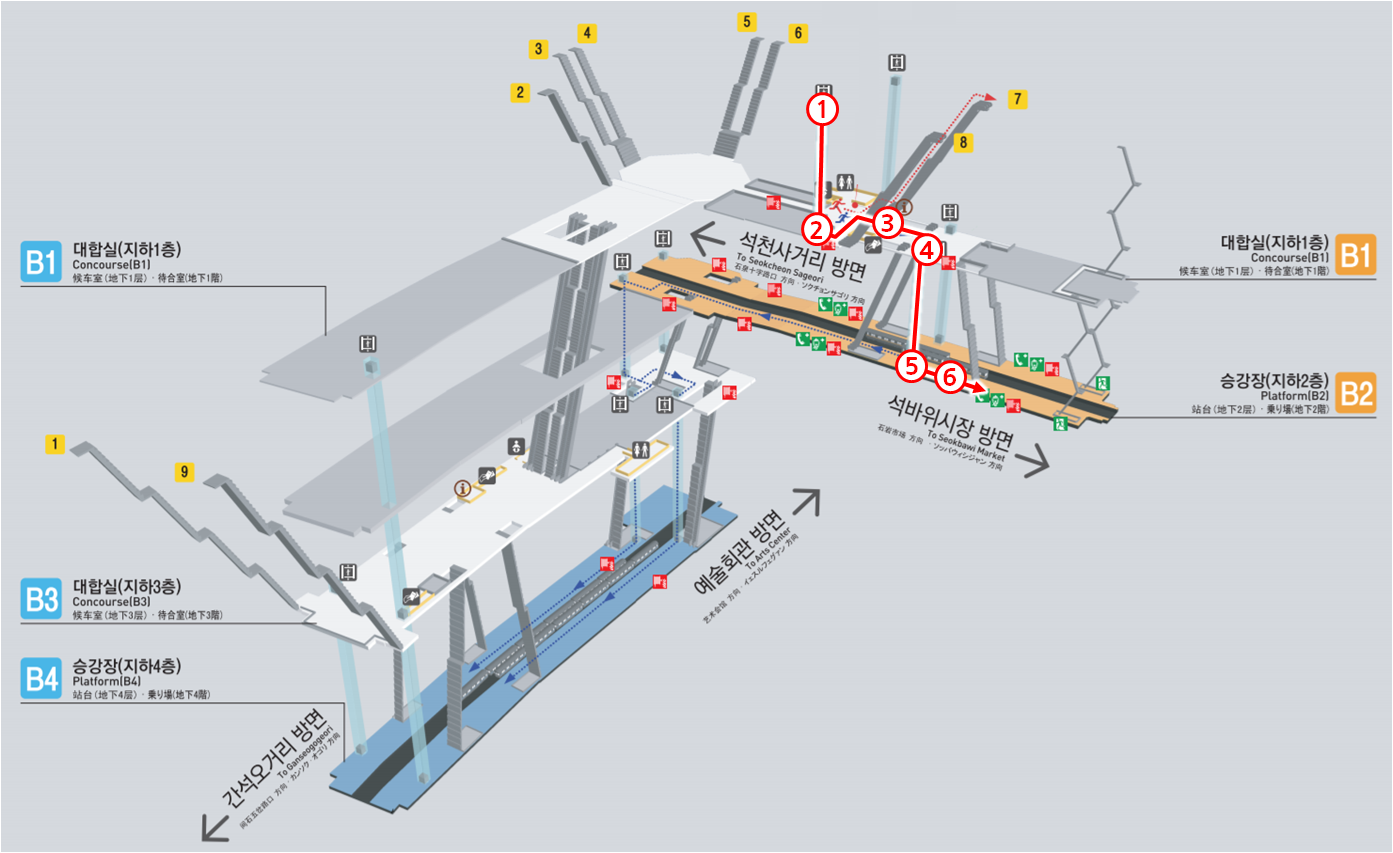 5
4
6
3
2
7
1
8
3
2
4
5
6
B1
대합실(지하1층)
Concourse(B1)
候车室(地下1层)・待合室(地下1階)
석천사거리 방면
To Seokcheon Sageori
石泉十字路口 方向・ソクチョンサゴリ 方向
대합실(지하1층)
Concourse(B1)
候车室(地下1层)・待合室(地下1階)
B1
승강장(지하2층)
Platform(B2)
站台(地下2层)・乗り場(地下2階)
B2
석바위시장 방면
To Seokbawi Market
石岩市场 方向・ソッパウィシジャン 方向
1
9
예술회관 방면
To Arts Center
艺术会馆 方向・イェスルフェグァン 方向
B3
대합실(지하3층)
Concourse(B3)
候车室(地下3层)・待合室(地下3階)
B4
승강장(지하4층)
Platform(B4)
站台(地下4层)・乗り場(地下4階)
간석오거리 방면
To Ganseogogeori
间石五岔路口 方向・カンソク・オゴリ 方向